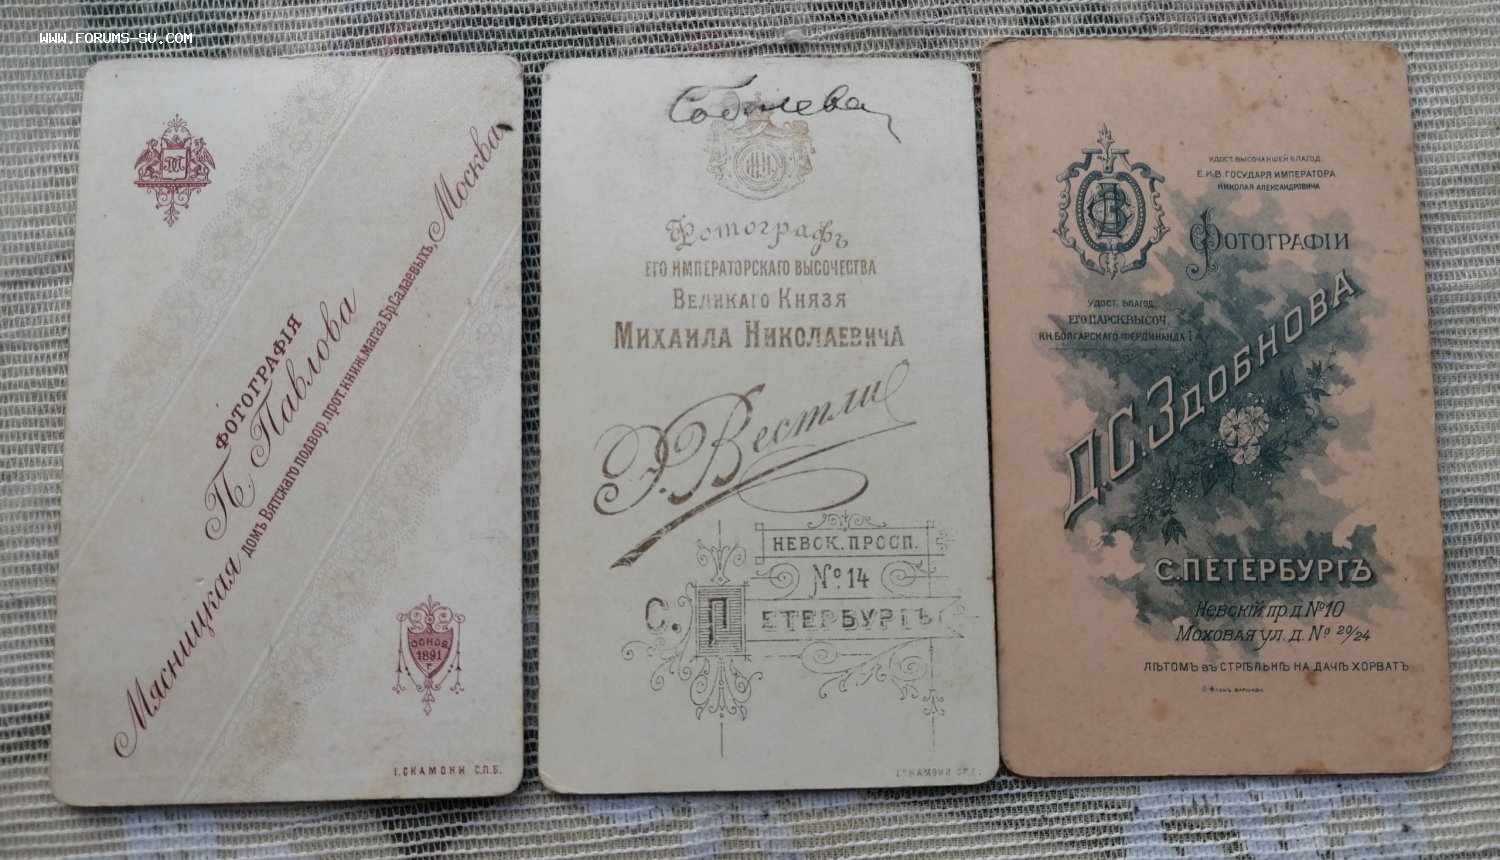 WWW.FORUMS-SU.COM
ФОТОГРАФІЯ
П. Павлова
Мясницкая домъ Вятскаго подвор. прот. книж. магаз. Бр. Салаевыхъ, Москва
ОСНОВ.
1891
Г.
І. СКАМОНИ С.П.Б.
Соболева
Фотографъ
ЕГО ИМПЕРАТОРСКАГО ВЫСОЧЕСТВА
ВЕЛИКАГО КНЯЗЯ
МИХАИЛА НИКОЛАЕВИЧА
Э. Вестли
НЕВСК. ПРОСП.
№ 14
С. ПЕТЕРБУРГЪ
І. СКАМОНИ СПБ.
УДОСТ. ВЫСОЧАЙШЕЙ БЛАГОД.
Е.И.В. ГОСУДАРЯ ИМПЕРАТОРА
НИКОЛАЯ АЛЕКСАНДРОВИЧА
ФОТОГРАФІИ
УДОСТ. БЛАГОД.
ЕГО ЦАРСК.ВЫСОЧ.
КН. БОЛГАРСКАГО ФЕРДИНАНДА I
Д.С.ЗДОБНОВА
С.ПЕТЕРБУРГЪ
Невскій пр. д. № 10
Моховая ул. д. № 20/24
ЛѢТОМЪ ВЪ СТРѢЛЬНѢ НА ДАЧѢ ХОРВАТЪ
ВАРШАВА